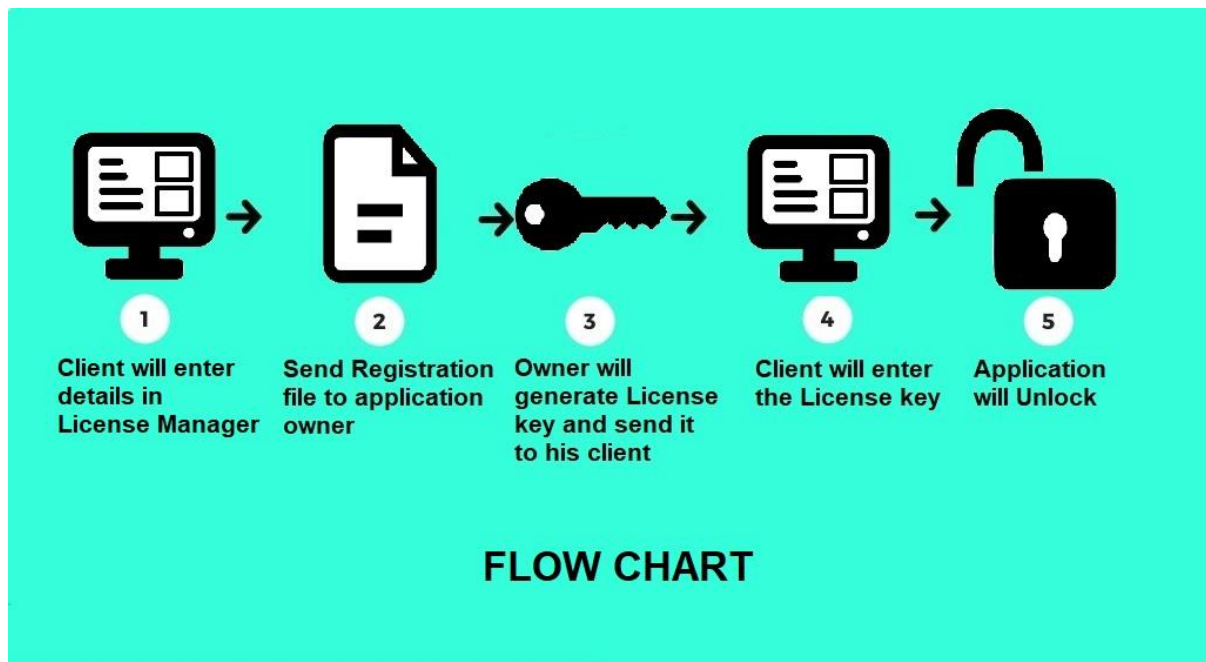 1
Client will enter
details in
License Manager
2
Send Registration
file to application
owner
3
Owner will
generate License
key and send it
to his client
4
Client will enter
the License key
5
Application
will Unlock
FLOW CHART